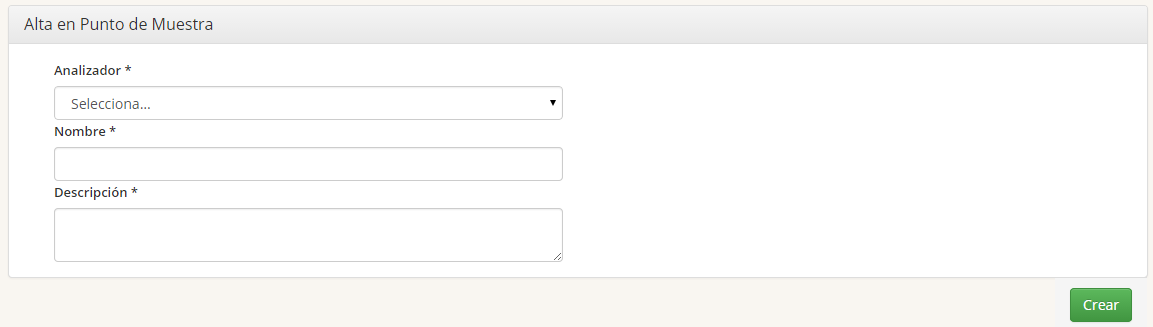 Alta en Punto de Muestra
Analizador *
Selecciona...
Nombre *
Descripción *
Crear